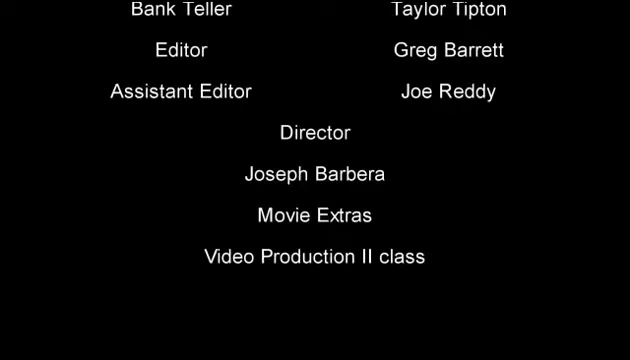 Bank Teller Taylor Tipton
Editor Greg Barrett
Assistant Editor Joe Reddy
Director
Joseph Barbera
Movie Extras
Video Production II class